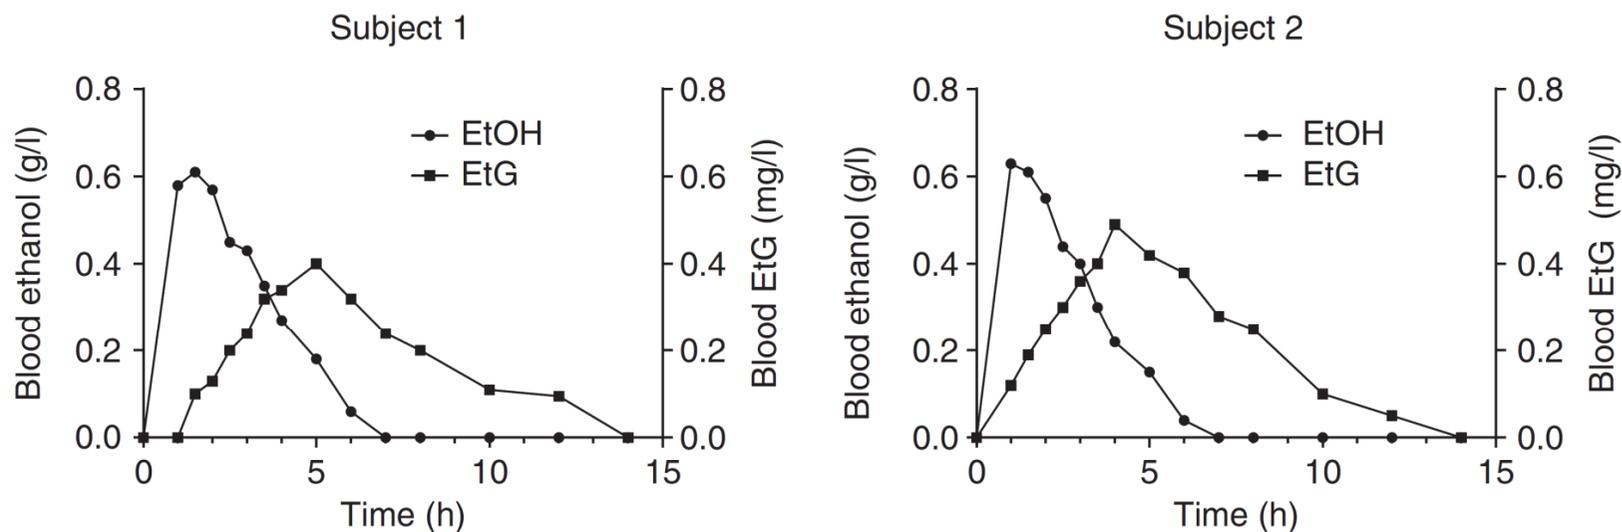 Subject 1
Blood ethanol (g/l)
0.8
0.6
0.4
0.2
0.0
EtOH
EtG
0.8
0.6
0.4
0.2
0.0
Blood EtG (mg/l)
0 5 10 15
Time (h)
Subject 2
Blood ethanol (g/l)
0.8
0.6
0.4
0.2
0.0
EtOH
EtG
0.8
0.6
0.4
0.2
0.0
Blood EtG (mg/l)
0 5 10 15
Time (h)